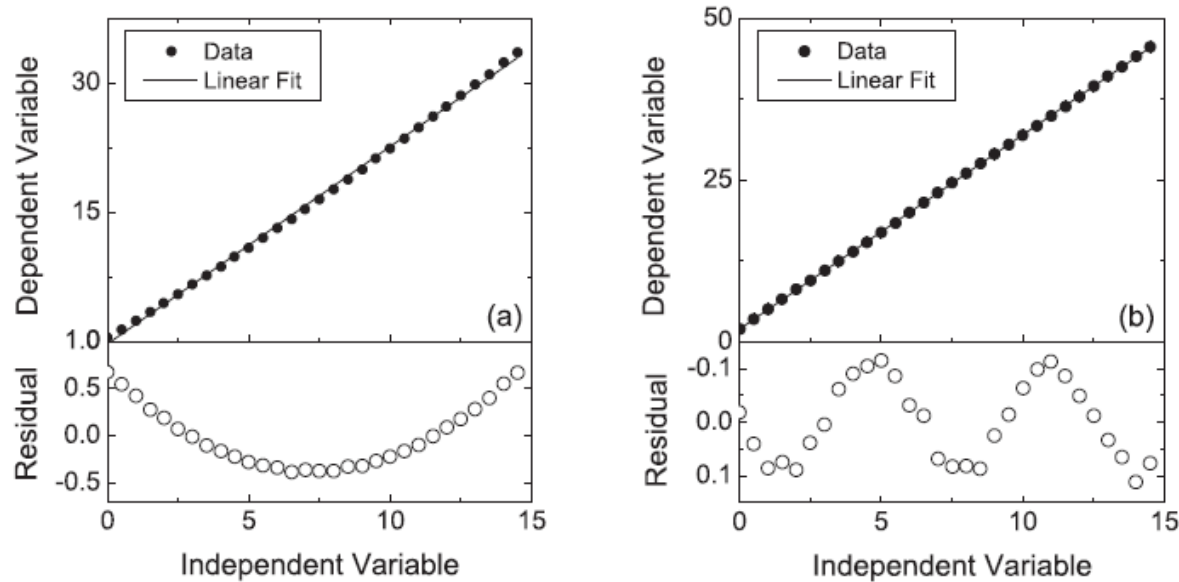 Data
Linear Fit
30
15
1.0
Dependent Variable
(a)
0.5
0.0
-0.5
Residual
0
5
10
15
Independent Variable
50
Data
Linear Fit
25
0
Dependent Variable
(b)
-0.1
0.0
0.1
Residual
0
5
10
15
Independent Variable